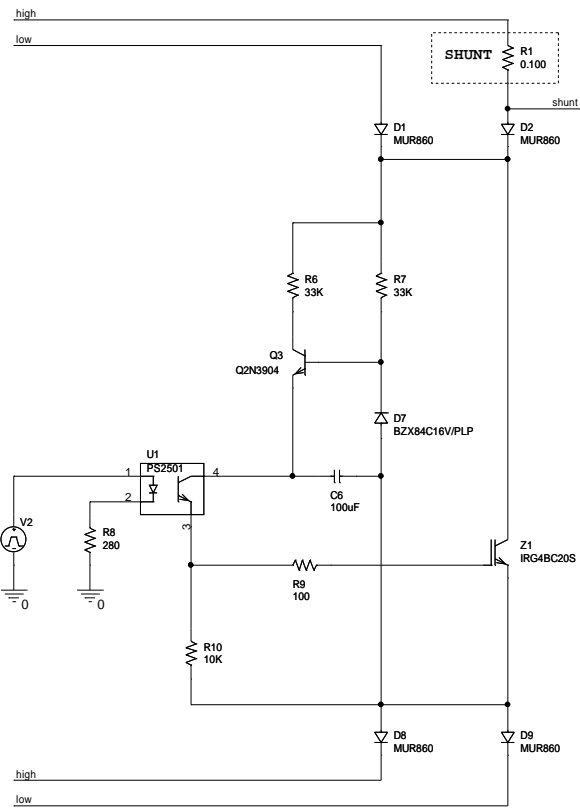 high
low
SHUNT
R1
0.100
shunt
D1
MUR860
D2
MUR860
R6
33K
R7
33K
Q3
Q2N3904
D7
BZX84C16V/PLP
U1
PS2501
1
4
2
3
C6
100uF
V2
R8
280
0
0
Z1
IRG4BC20S
R9
100
R10
10K
D8
MUR860
D9
MUR860
high
low